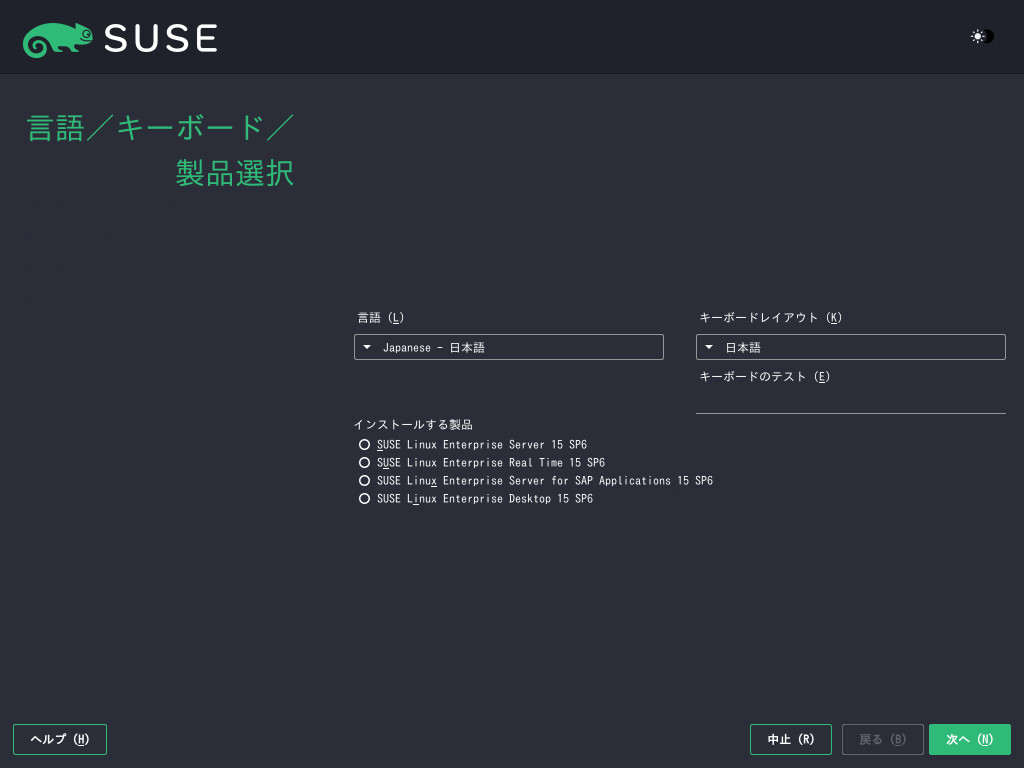 SUSE
言語／キーボード／
製品選択
言語 (L)
Japanese - 日本語
キーボードレイアウト (K)
日本語
キーボードのテスト (E)
インストールする製品
SUSE Linux Enterprise Server 15 SP6
SUSE Linux Enterprise Real Time 15 SP6
SUSE Linux Enterprise Server for SAP Applications 15 SP6
SUSE Linux Enterprise Desktop 15 SP6
ヘルプ (H)
中止 (R)
戻る (B)
次へ (N)